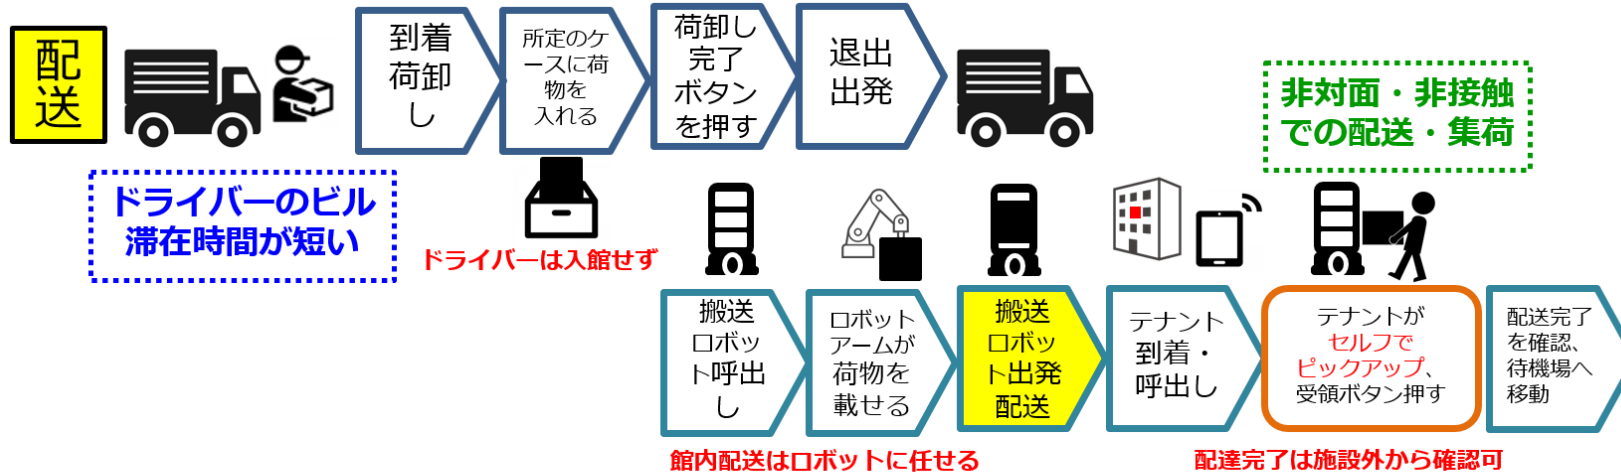 配
送
到着
荷卸
し
所定のケ
ースに荷
物を
入れる
荷卸し
完了
ボタン
を押す
退出
出発
非対面・非接触
での配送・集荷
ドライバーのビル
滞在時間が短い
ドライバーは入館せず
搬送
ロボッ
ト呼出
し
ロボット
アームが
荷物を
載せる
搬送
ロボッ
ト出発
配送
テナント
到着・
呼出し
テナントが
セルフで
ピックアップ、
受領ボタン押す
配送完了
を確認、
待機場へ
移動
館内配送はロボットに任せる
配達完了は施設外から確認可